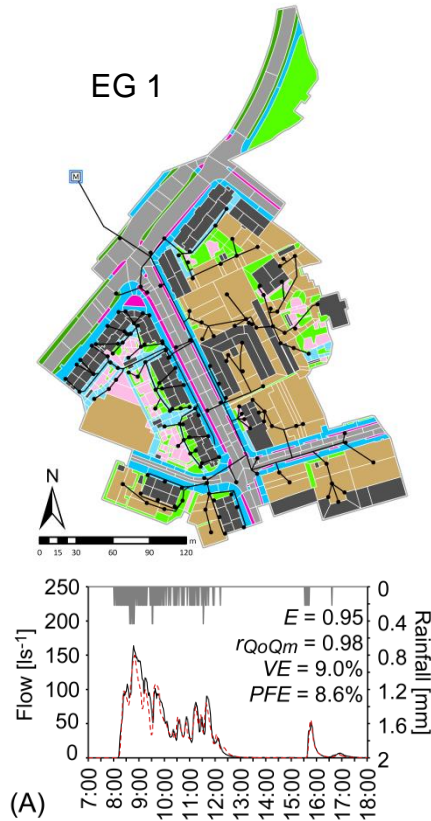 EG 1
M
N
0 15 30 60 90 120
m
250
200
150
100
50
0
Flow [ls⁻¹]
E = 0.95
rQoQm = 0.98
VE = 9.0%
PFE = 8.6%
0
0.4
0.8
1.2
1.6
2
Rainfall [mm]
7:00
8:00
9:00
10:00
11:00
12:00
13:00
14:00
15:00
16:00
17:00
18:00
(A)